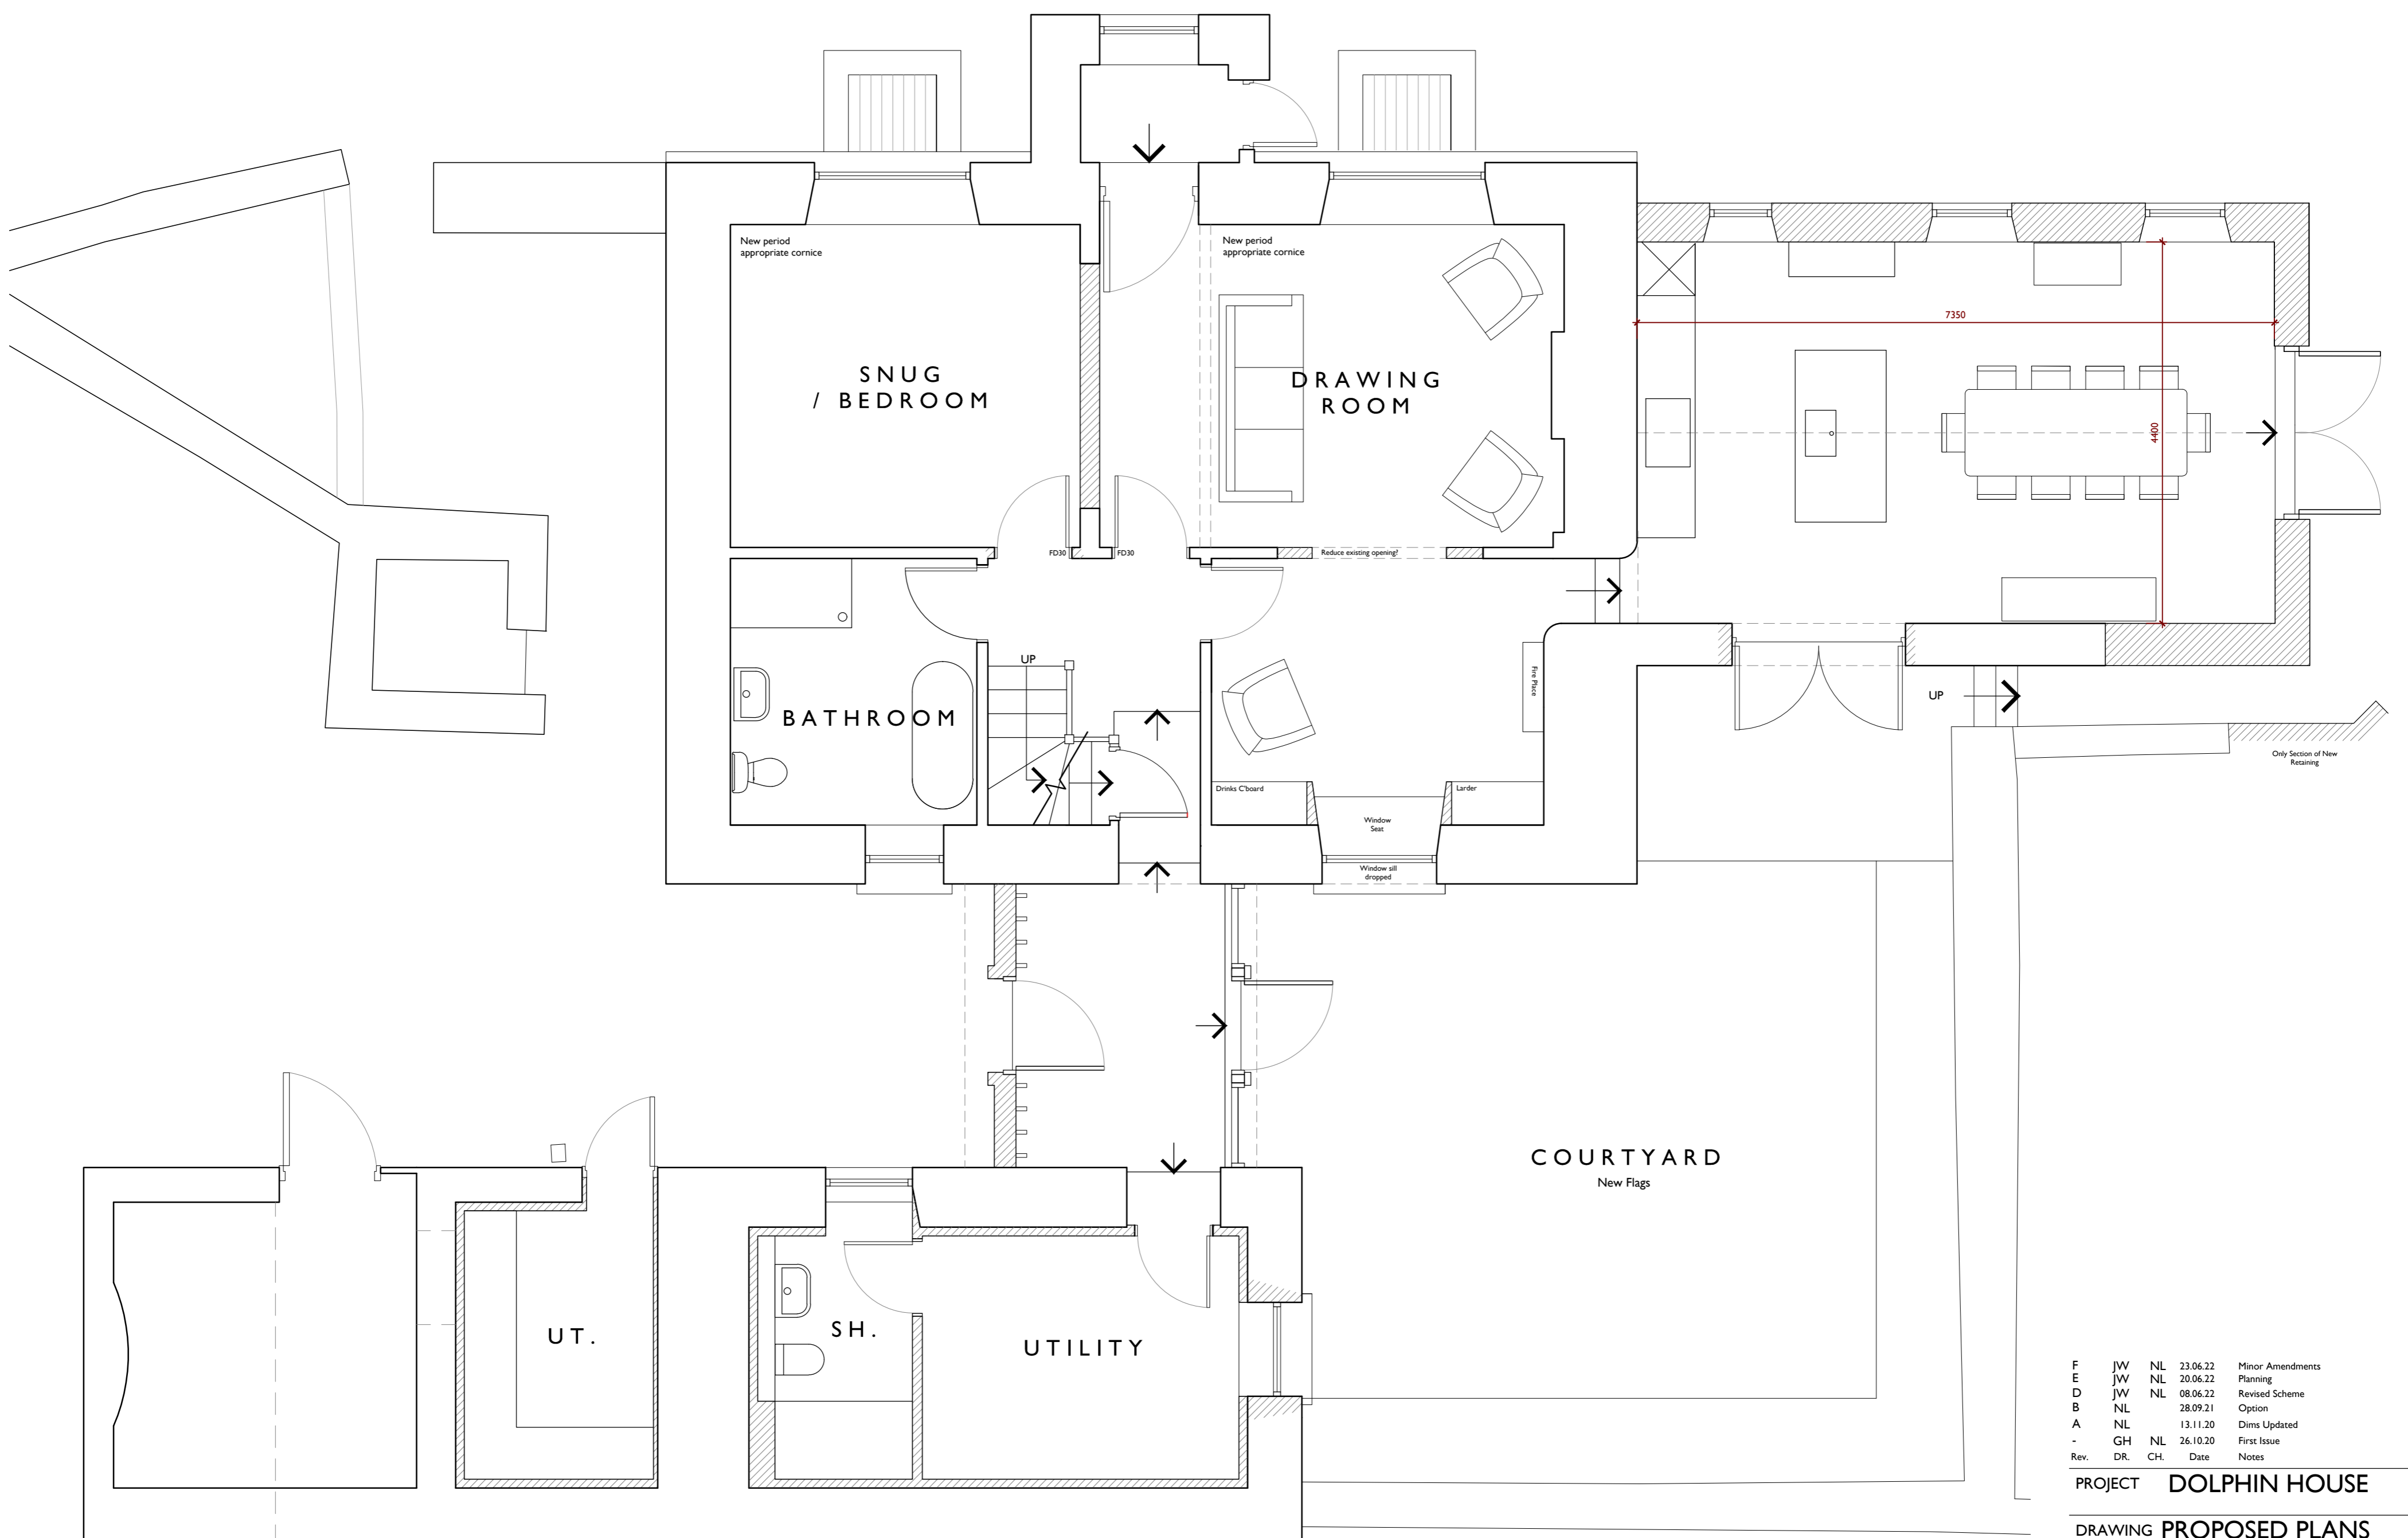 New period
appropriate cornice
New period
appropriate cornice
SNUG
/ BEDROOM
DRAWING
ROOM
7350
4400
FD30
FD30
Reduce existing opening?
UP
BATHROOM
Fire Place
UP
Drinks C'board
Larder
Window
Seat
Window sill
dropped
Only Section of New
Retaining
COURTYARD
New Flags
UT.
SH.
UTILITY
F JW NL 23.06.22 Minor Amendments
E JW NL 20.06.22 Planning
D JW NL 08.06.22 Revised Scheme
B NL 28.09.21 Option
A NL 13.11.20 Dims Updated
- GH NL 26.10.20 First Issue
Rev. DR. CH. Date Notes
PROJECT DOLPHIN HOUSE
DRAWING PROPOSED PLANS